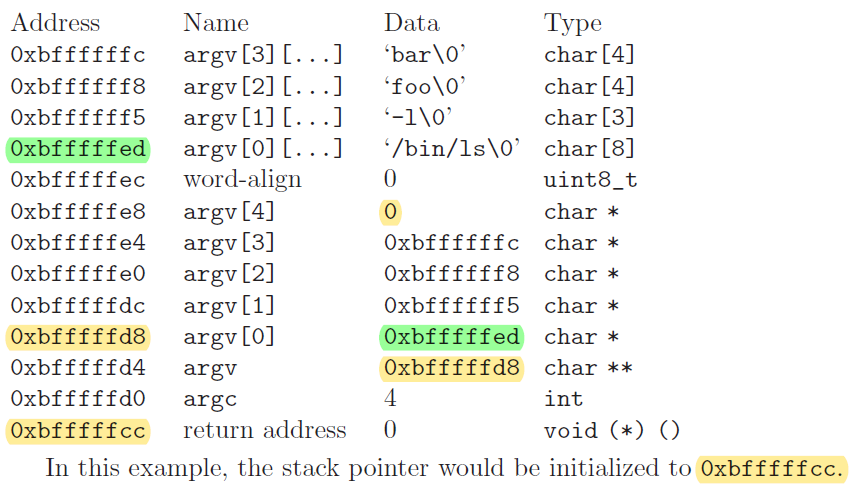 Address Name Data Type
0xbffffffc argv[3][...] ‘bar\0’ char[4]
0xbffffff8 argv[2][...] ‘foo\0’ char[4]
0xbffffff5 argv[1][...] ‘-l\0’ char[3]
0xbfffffed argv[0][...] ‘/bin/ls\0’ char[8]
0xbfffffec word-align 0 uint8_t
0xbfffffe8 argv[4] 0 char *
0xbfffffe4 argv[3] 0xbffffffc char *
0xbfffffe0 argv[2] 0xbffffff8 char *
0xbfffffdc argv[1] 0xbffffff5 char *
0xbfffffd8 argv[0] 0xbfffffed char *
0xbfffffd4 argv 0xbfffffd8 char **
0xbfffffd0 argc 4 int
0xbfffffcc return address 0 void (*) ()
In this example, the stack pointer would be initialized to 0xbfffffcc.